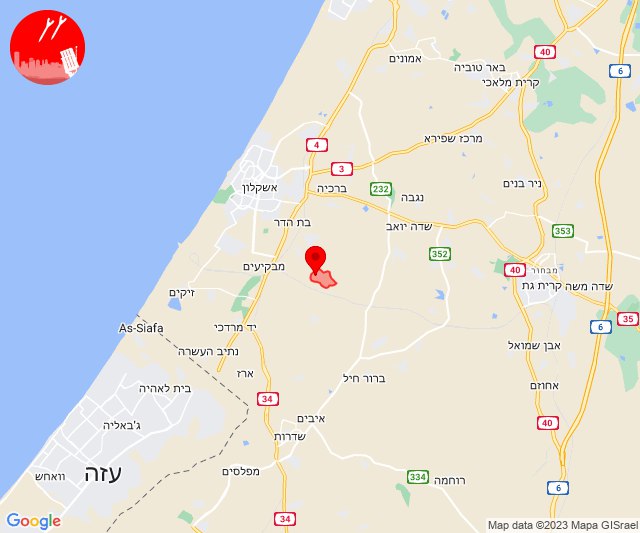 אמונים
באר טוביה
40
6
קרית מלאכי
40
4
מרכז שפירא
3
אשקלון
ברכיה
232
נגבה
ניר בנים
בת הדר
שדה יואב
353
352
מבקיעים
40
מבחור
קרית גת
שדה משה
זיקים
35
As-Siafa
יד מרדכי
6
נתיב העשרה
אבן שמואל
ארז
ברור חיל
בית לאהיה
אחוזם
34
ג'באליה
איבים
40
שדרות
עזה
וואחש
מפלסים
334
רוחמה
6
34
Google
Map data ©2023 Mapa GISrael